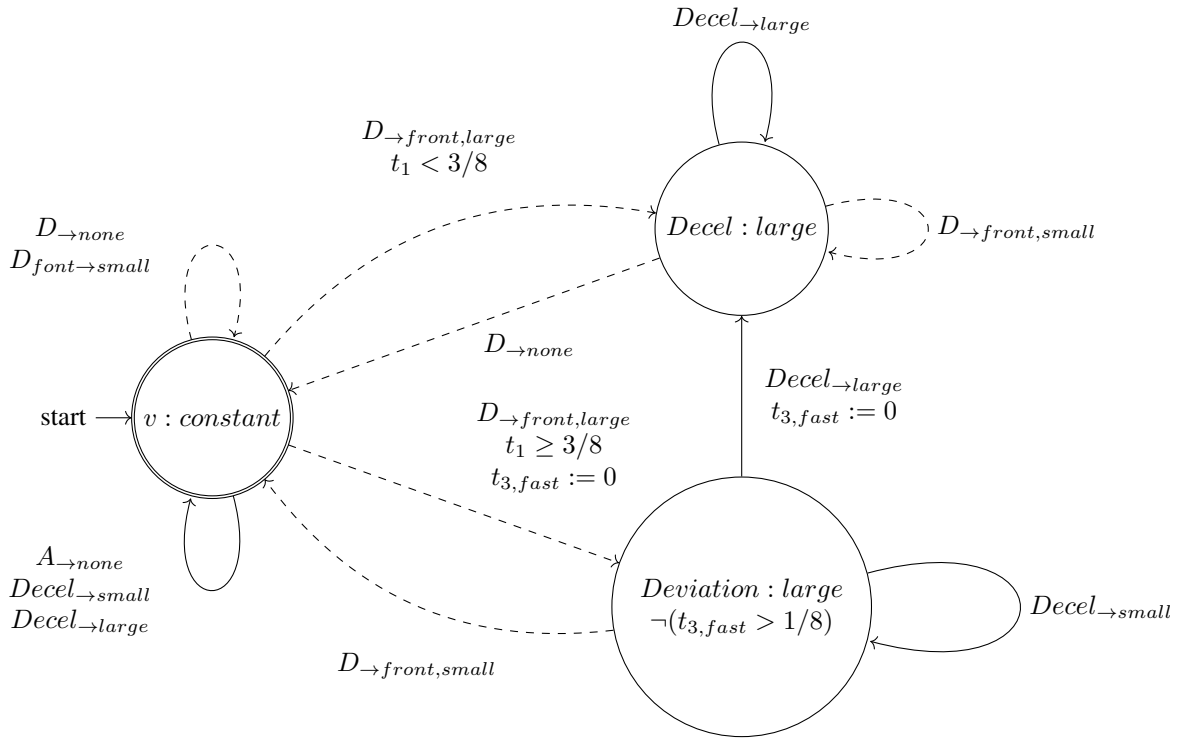 Decel→large
D→front,large
t1 < 3/8
Decel : large
D→front,small
D→none
Dfont→small
D→none
start
v : constant
Decel→large
t3,fast := 0
D→front,large
t1 ≥ 3/8
t3,fast := 0
A→none
Decel→small
Decel→large
Deviation : large
¬(t3,fast > 1/8)
Decel→small
D→front,small